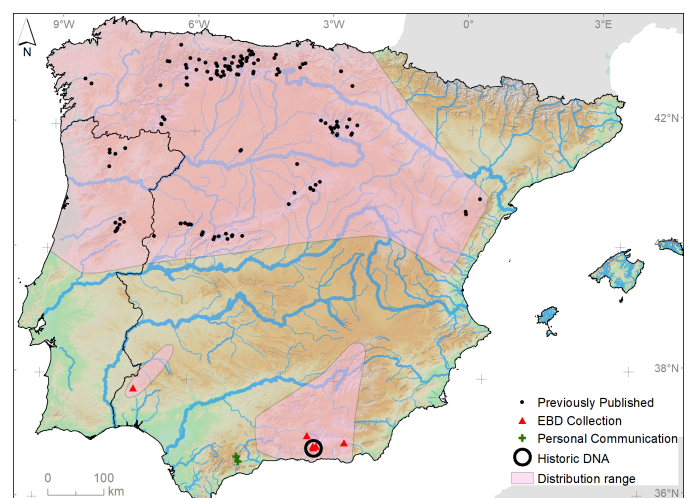 9°W 6°W 3°W 0° 3°E
N
42°N
40°N
38°N
Previously Published
EBD Collection
Personal Communication
Historic DNA
Distribution range
0 100
km
36°N